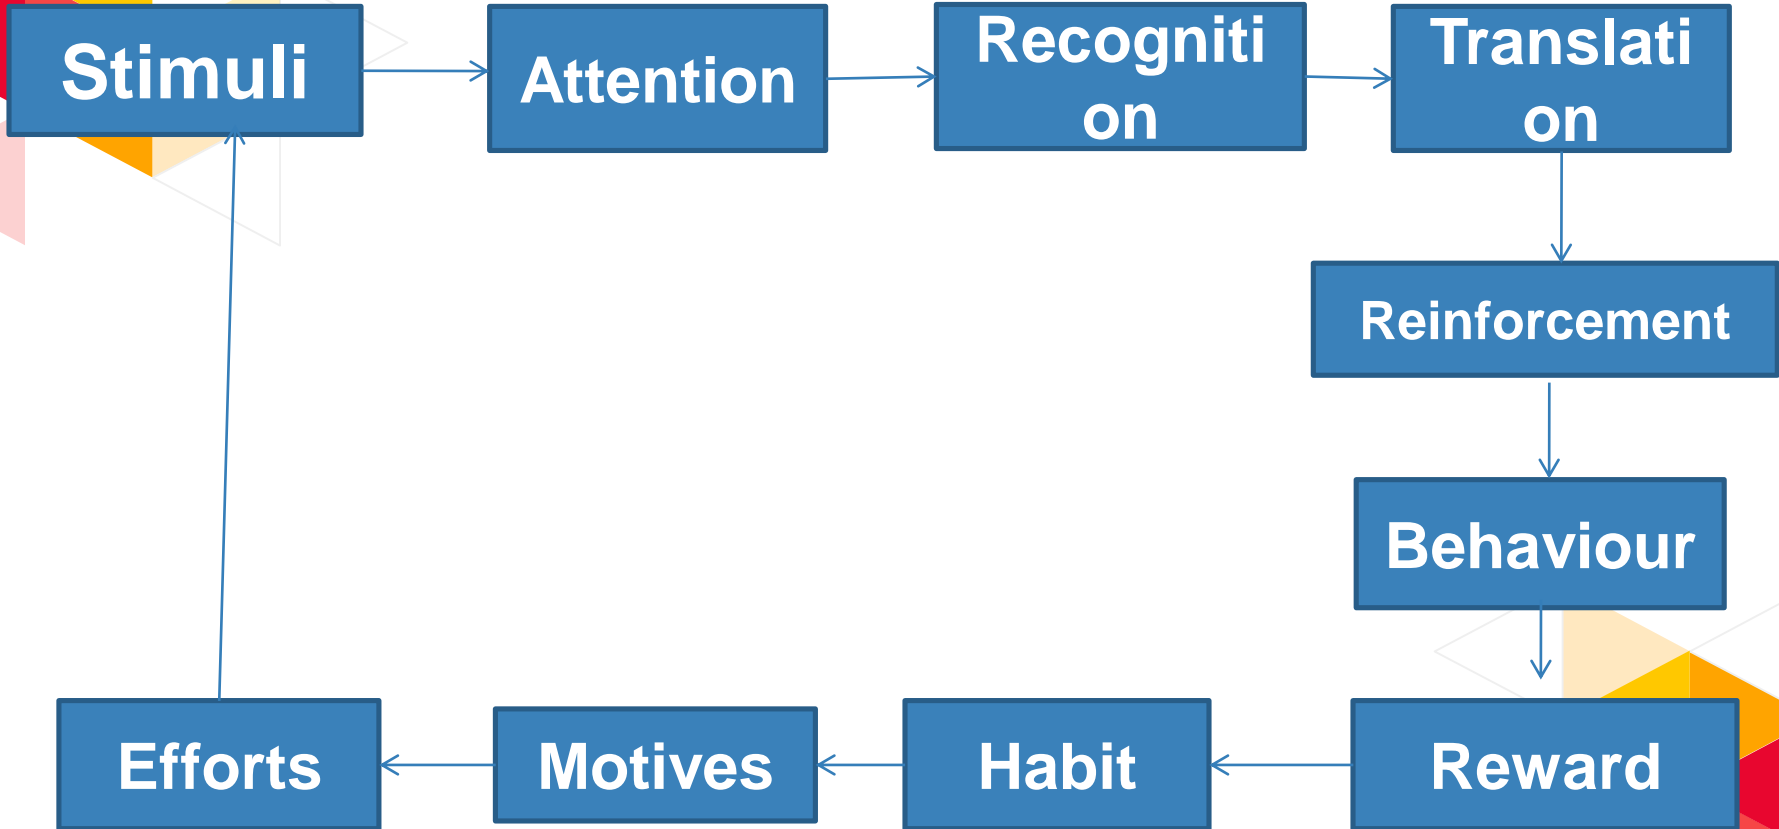 Stimuli
Attention
Recogniti
on
Translati
on
Reinforcement
Behaviour
Reward
Habit
Motives
Efforts